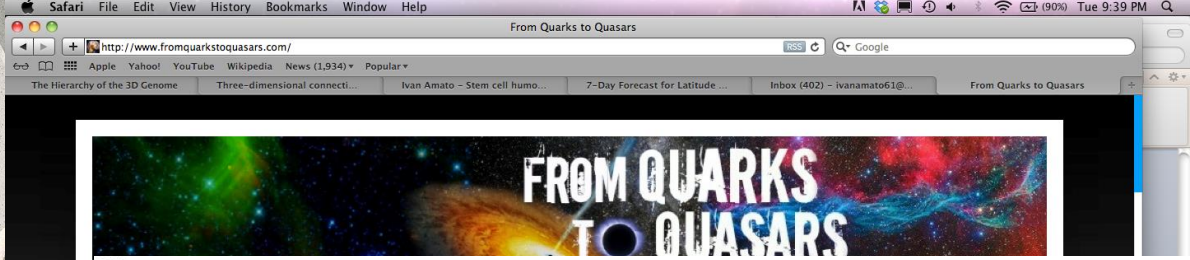 Safari File Edit View History Bookmarks Window Help (90%) Tue 9:39 PM
From Quarks to Quasars
http://www.fromquarkstoquasars.com/ RSS Google
Apple Yahoo! YouTube Wikipedia News (1,934) Popular
The Hierarchy of the 3D Genome Three-dimensional connecti... Ivan Amato – Stem cell humo... 7-Day Forecast for Latitude ... Inbox (402) – ivanamato61@... From Quarks to Quasars
FROM QUARKS
TO QUASARS